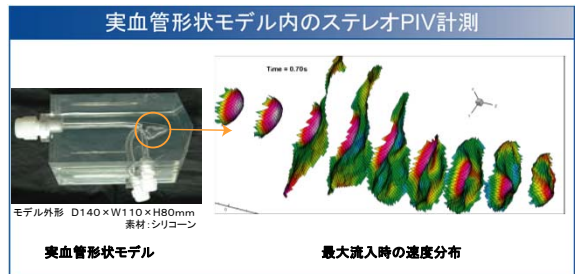 実血管形状モデル内のステレオPIV計測
Time = 0.70s
モデル外形 D140×W110×H80mm
素材:シリコーン
実血管形状モデル
最大流入時の速度分布